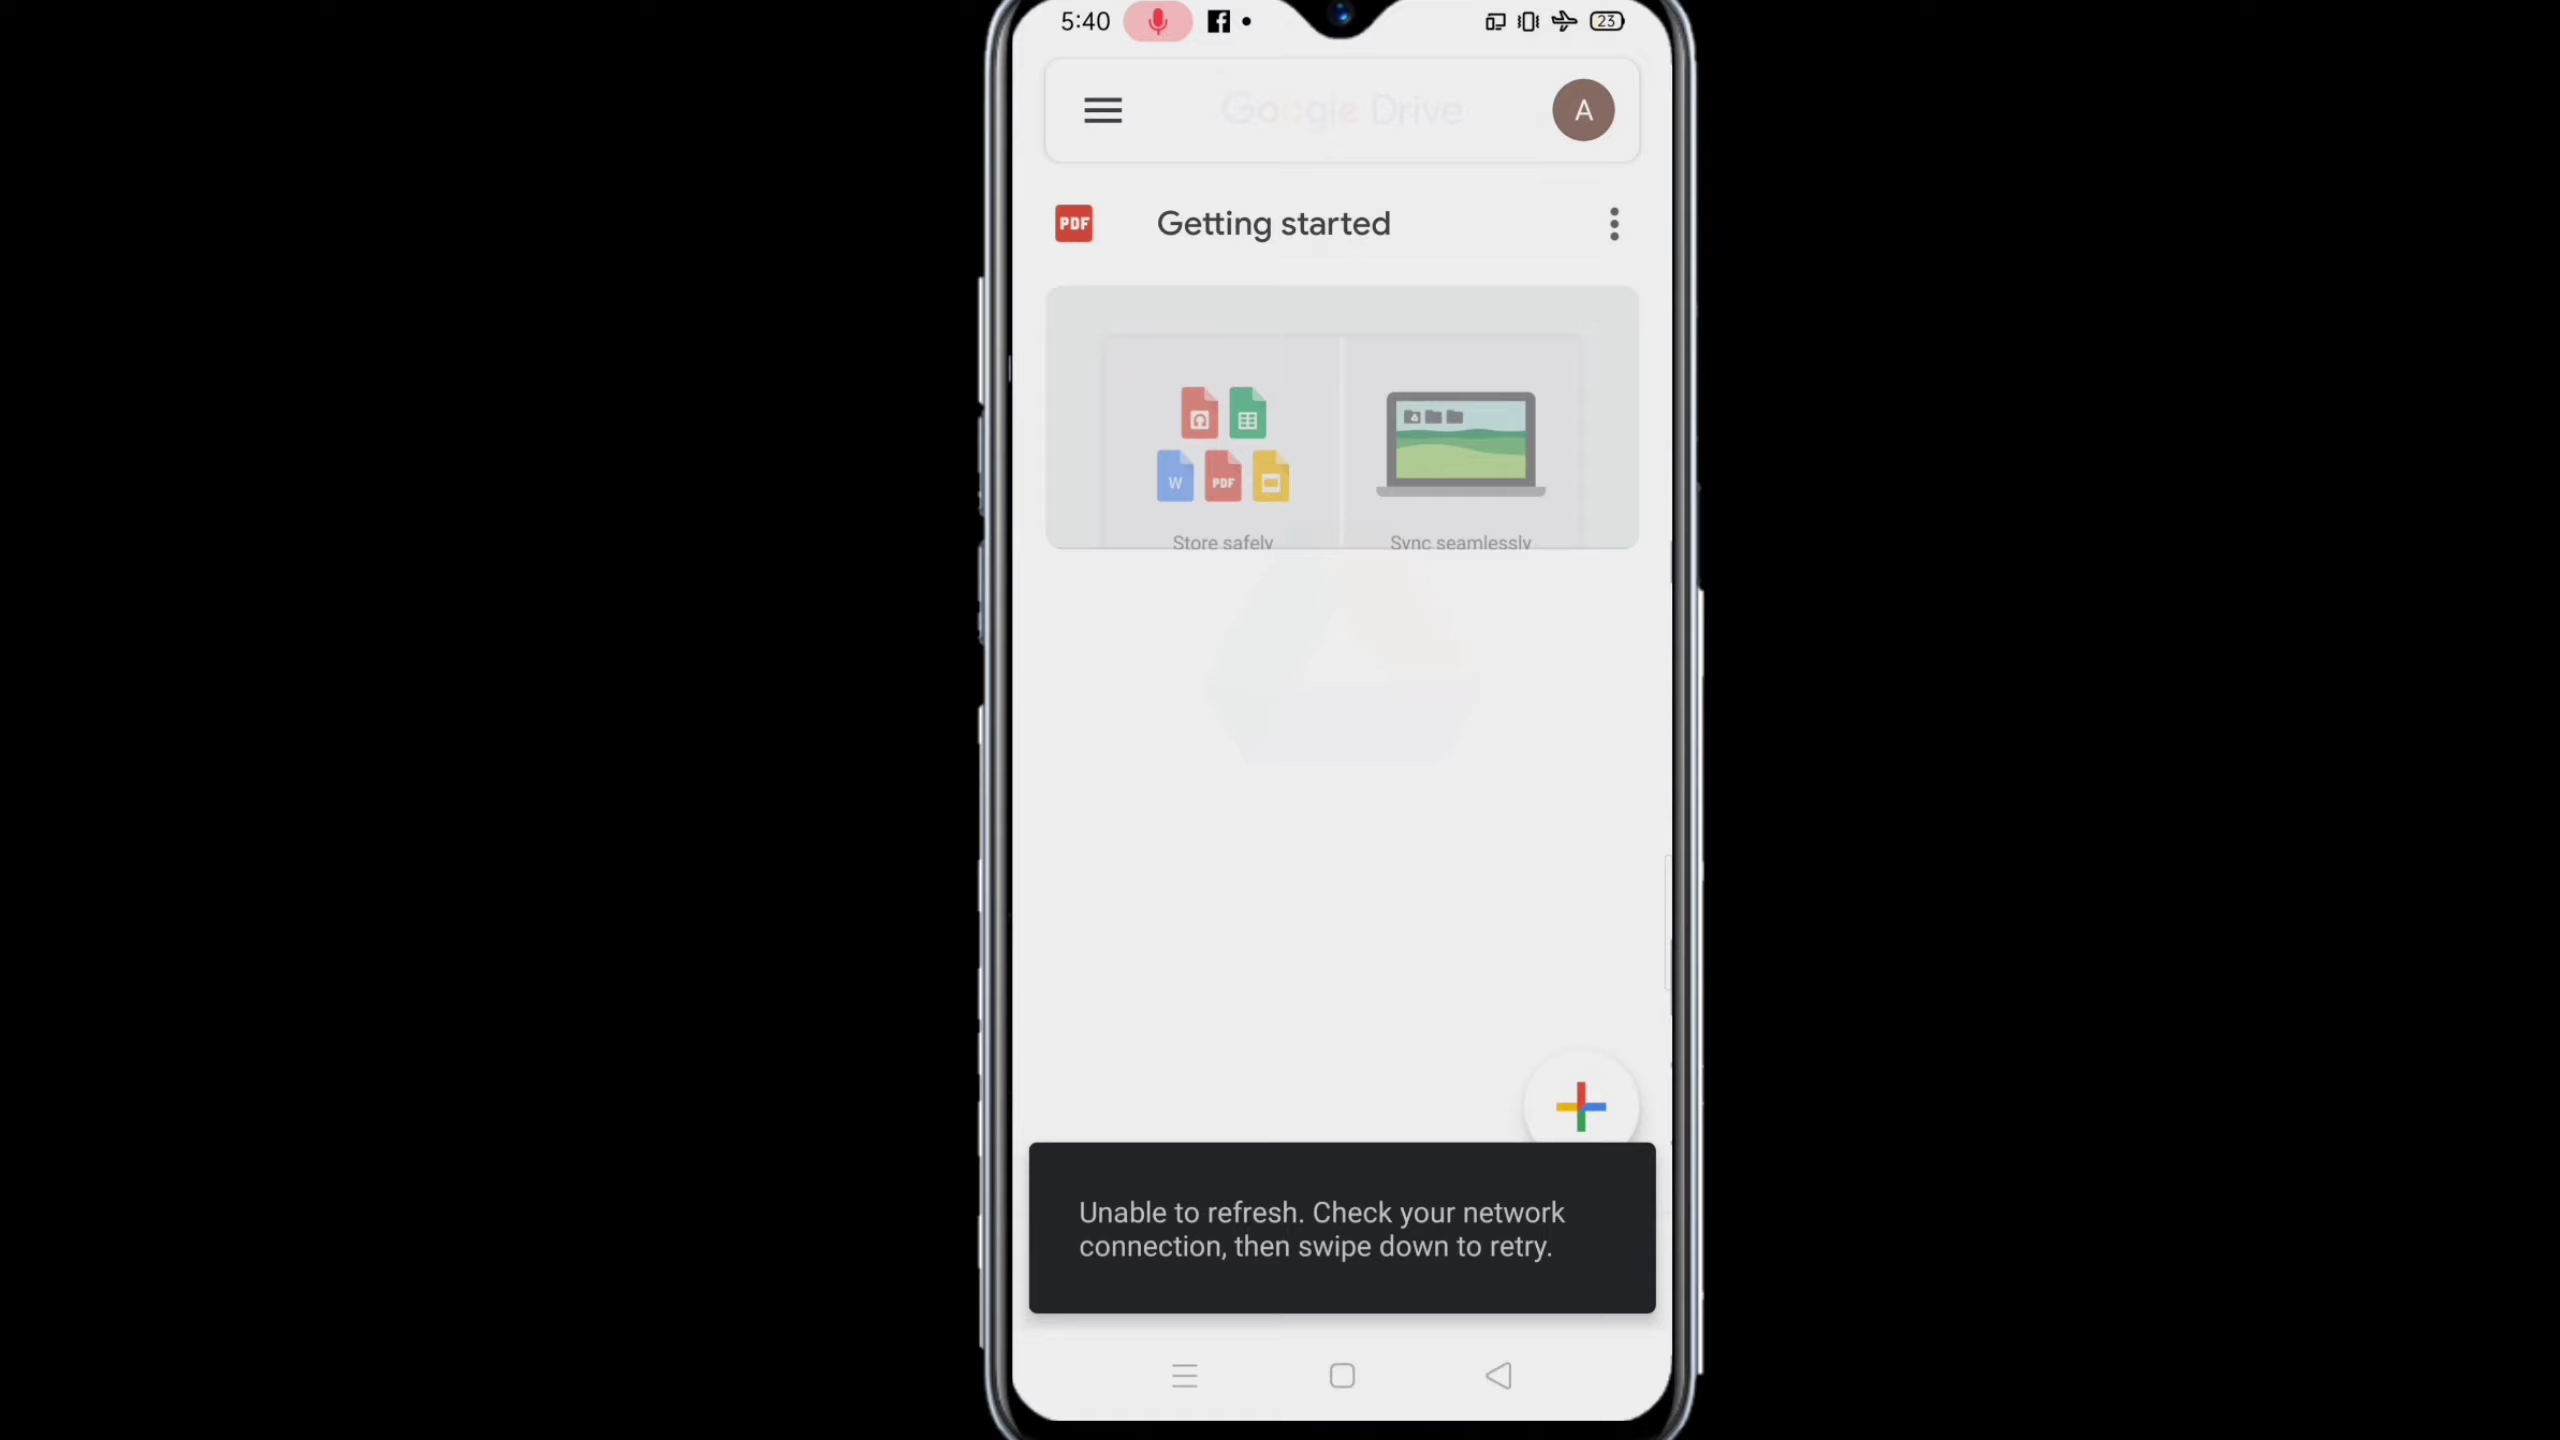 5:40
23
Google Drive
A
PDF
Getting started
W
PDF
Store safely
Sync seamlessly
Unable to refresh. Check your network
connection, then swipe down to retry.